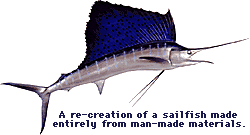 A re-creation of a sailfish made
entirely from man-made materials.